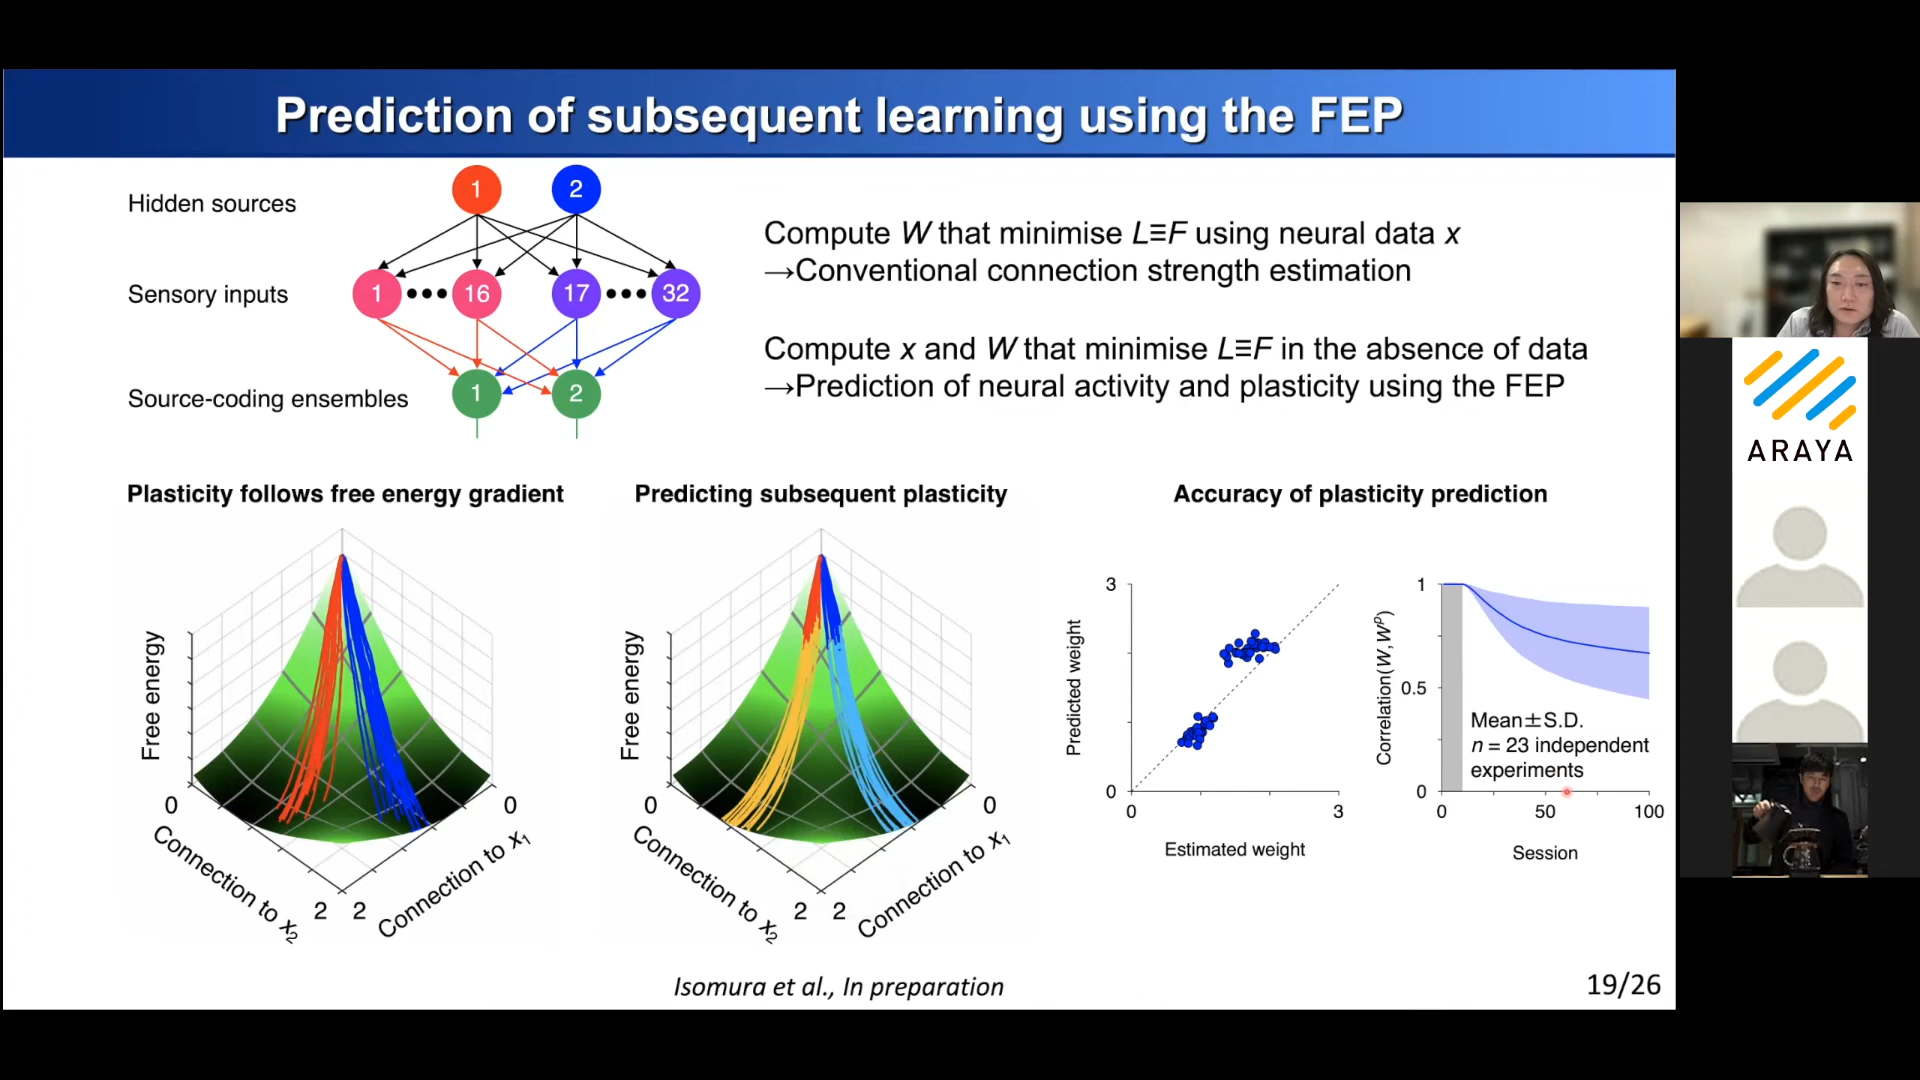 Prediction of subsequent learning using the FEP
Hidden sources
1
2
Sensory inputs
1
16
17
32
Source-coding ensembles
1
2
Compute W that minimise L≡F using neural data x
→Conventional connection strength estimation
Compute x and W that minimise L≡F in the absence of data
→Prediction of neural activity and plasticity using the FEP
Plasticity follows free energy gradient
Free energy
0
0
Connection to x₂
2
2
Connection to x₁
Predicting subsequent plasticity
Free energy
0
0
Connection to x₂
2
2
Connection to x₁
Accuracy of plasticity prediction
3
Predicted weight
0
0
3
Estimated weight
1
Correlation(W,Wᵖ)
0.5
Mean±S.D.
n = 23 independent
experiments
0
0
50
100
Session
Isomura et al., In preparation
19/26
ARAYA